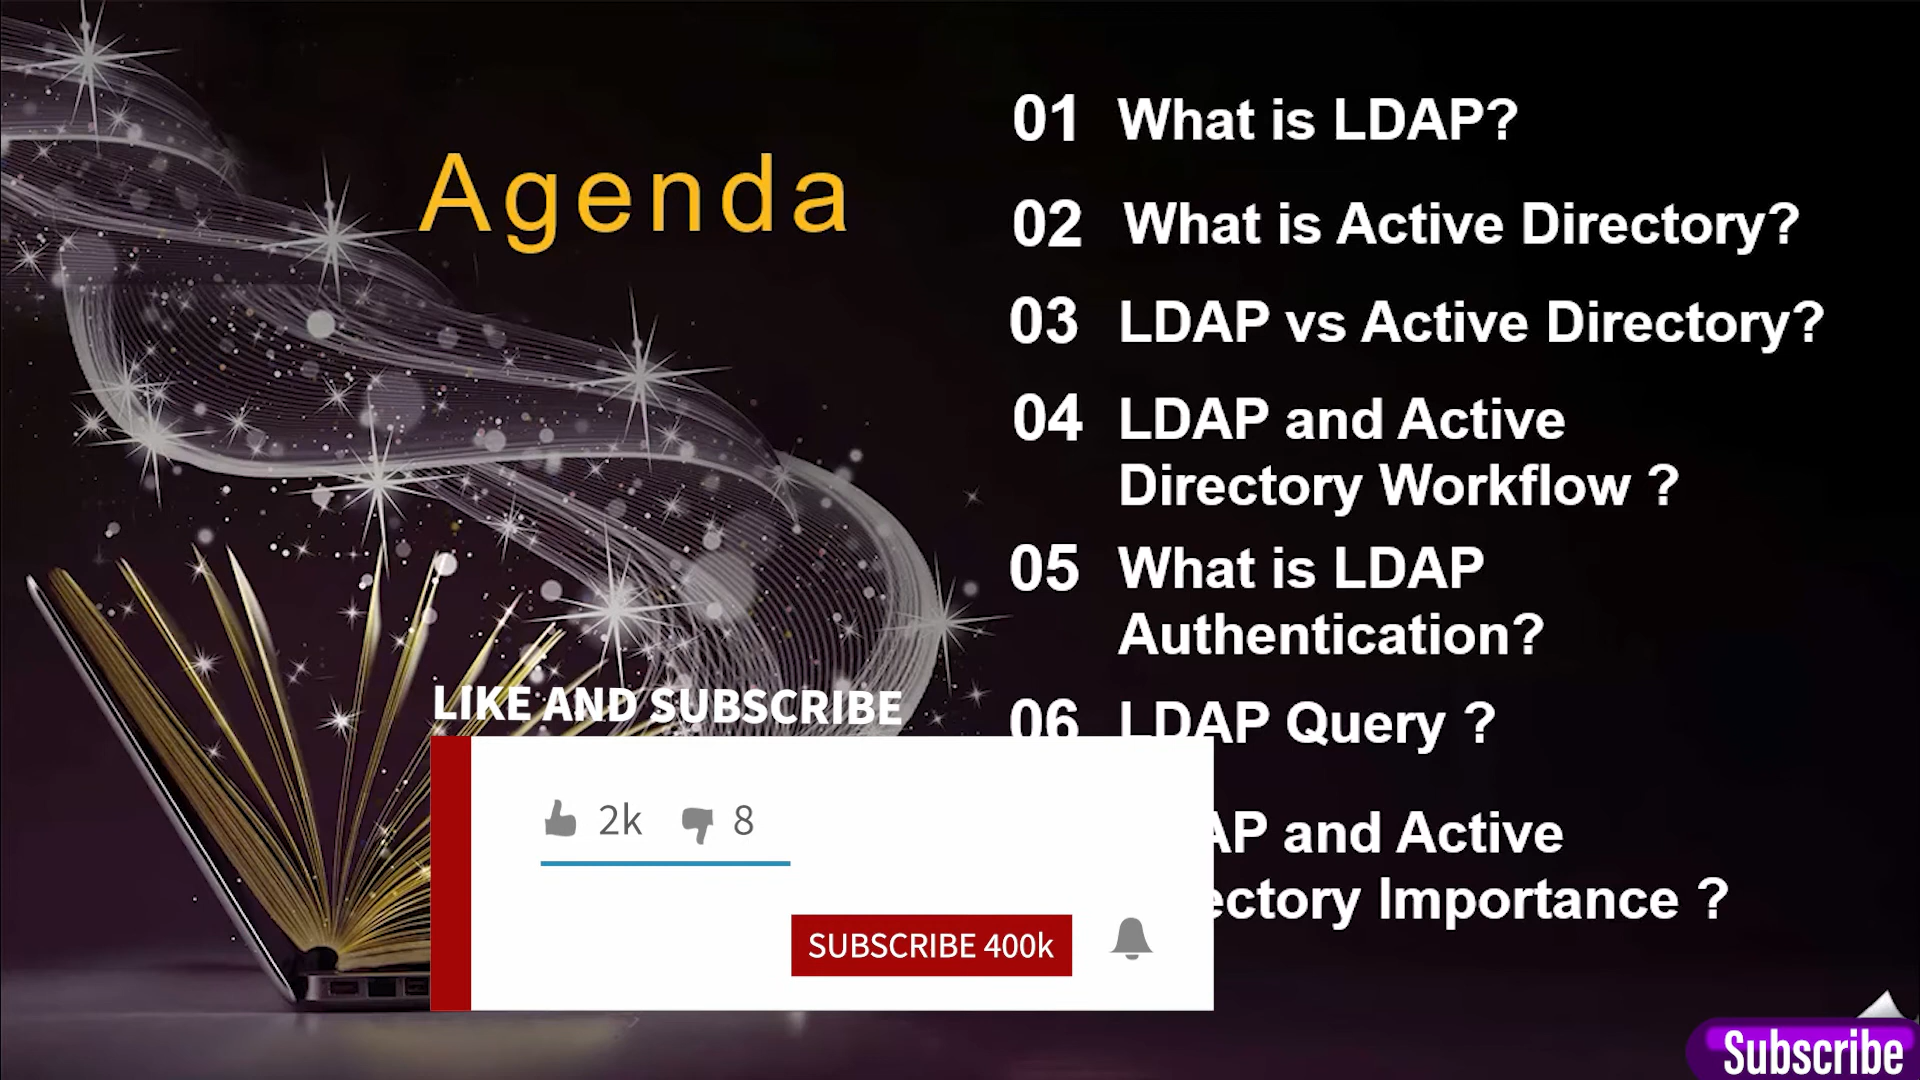 Agenda
01 What is LDAP?
02 What is Active Directory?
03 LDAP vs Active Directory?
04 LDAP and Active
Directory Workflow ?
05 What is LDAP
Authentication?
06 LDAP Query ?
and Active
Importance ?
LIKE AND SUBSCRIBE
2k 8
SUBSCRIBE 400k
Subscribe